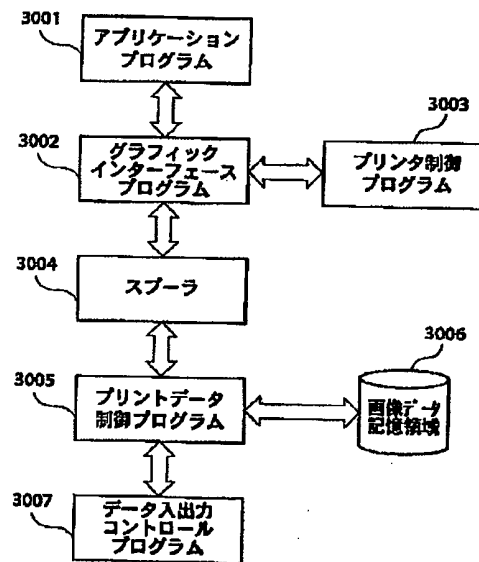 3001
アプリケーション
プログラム
3002
グラフィック
インターフェース
プログラム
3003
プリンタ制御
プログラム
3004
スプーラ
3005
プリントデータ
制御プログラム
3006
画像データ
記憶領域
3007
データ入出力
コントロール
プログラム